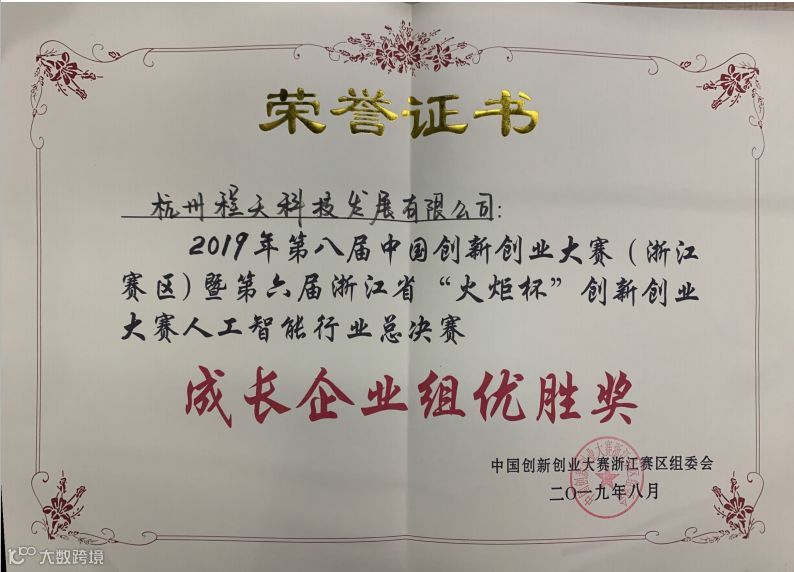 荣誉证书
杭州程天科技发展有限公司:
2019年第八届中国创新创业大赛(浙江
赛区)暨第六届浙江省“火炬杯”创新创业
大赛人工智能行业总决赛
成长企业组优胜奖
中国创新创业大赛浙江赛区组委会
二〇一九年八月
大数跨境